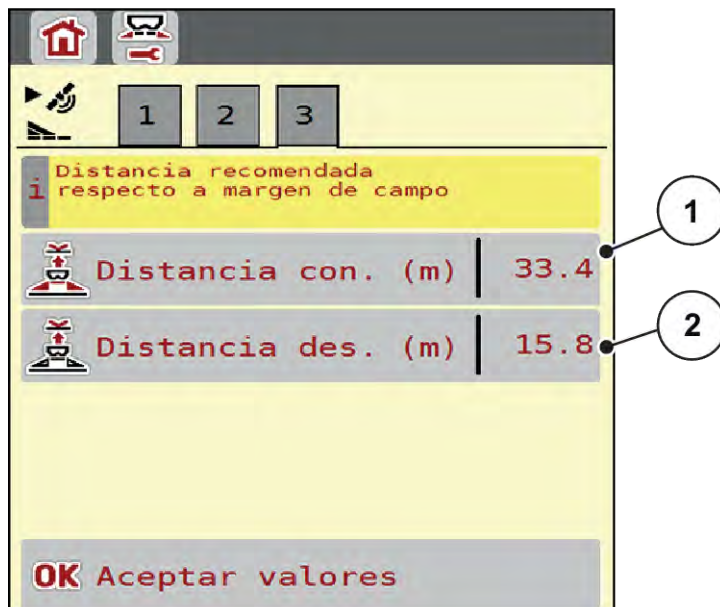 1 2 3
i Distancia recomendada
respecto a margen de campo
Distancia con. (m) 33.4
1
Distancia des. (m) 15.8
2
OK Aceptar valores